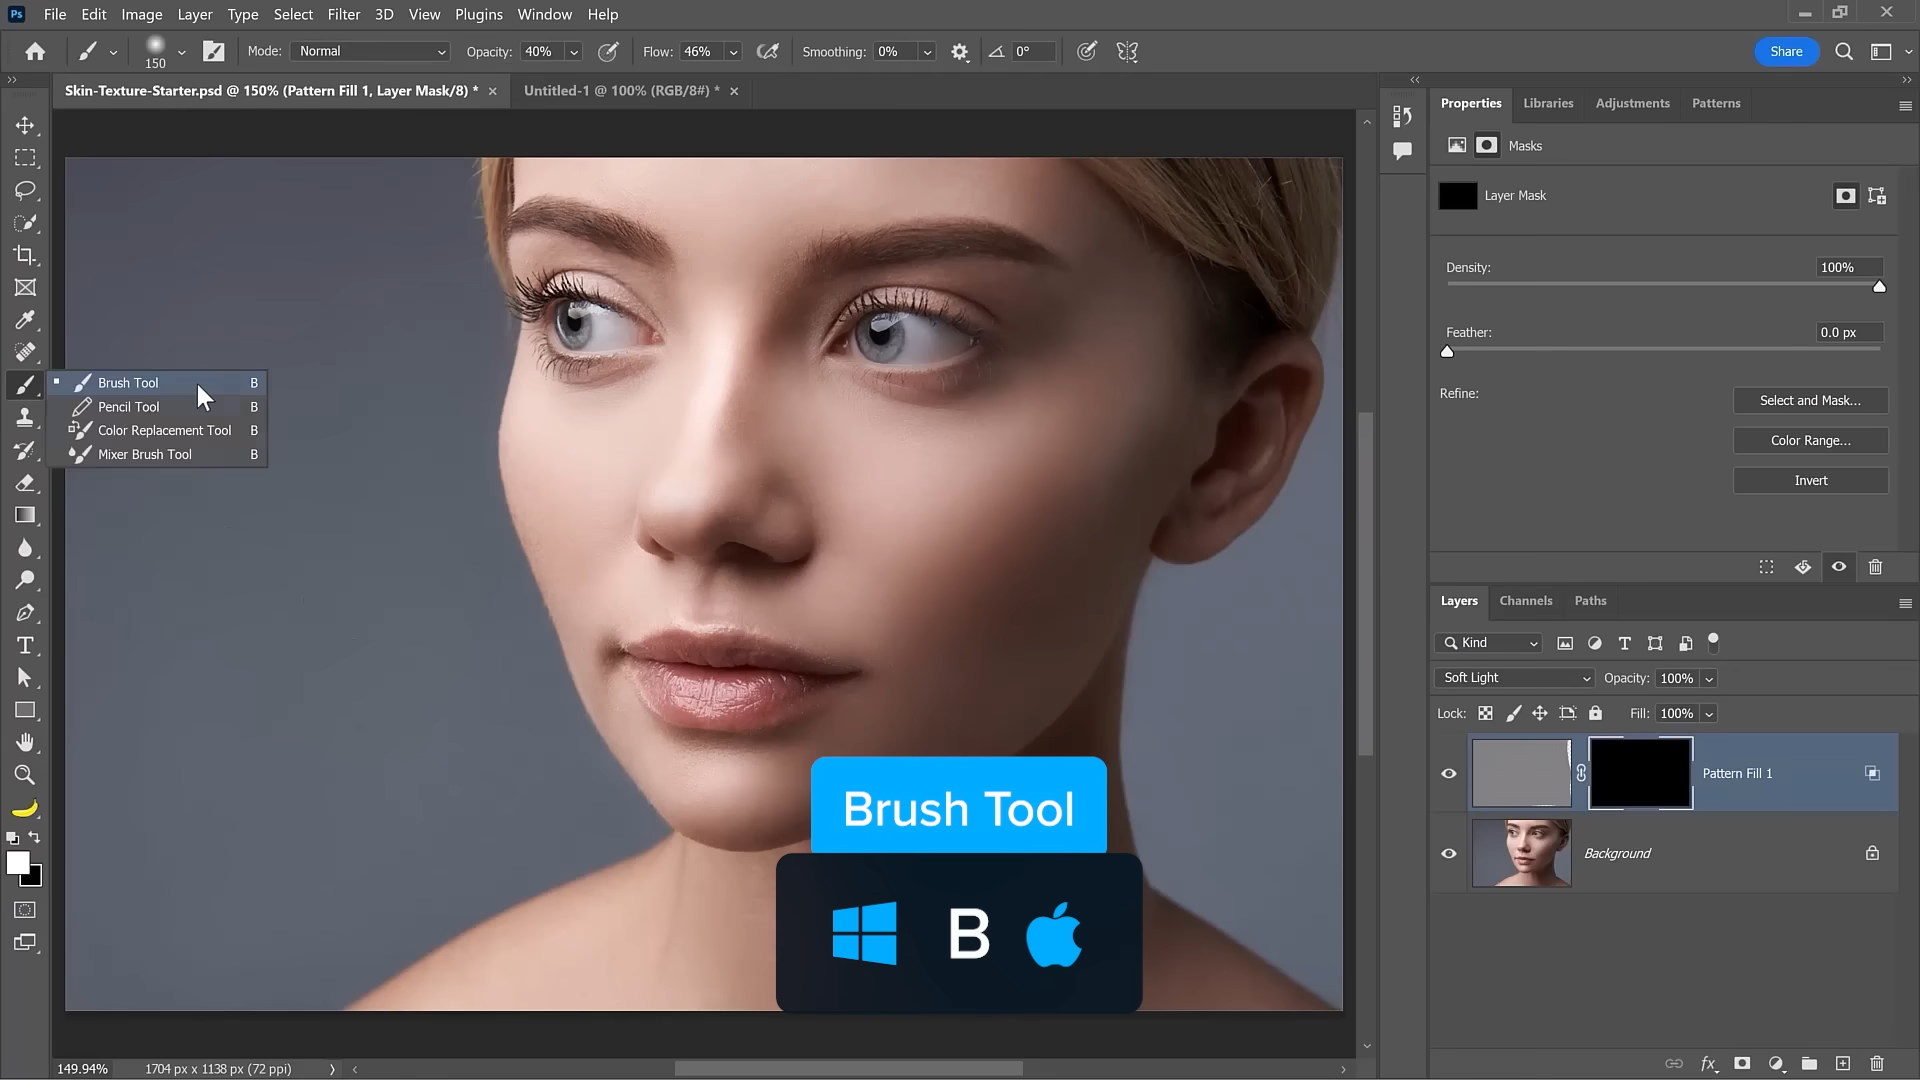 Ps File Edit Image Layer Type Select Filter 3D View Plugins Window Help
150 Mode: Normal Opacity: 40% Flow: 46% Smoothing: 0% 0° Share
Skin-Texture-Starter.psd @ 150% (Pattern Fill 1, Layer Mask/8) * Untitled-1 @ 100% (RGB/8#) *
Properties Libraries Adjustments Patterns
Masks
Layer Mask
Density: 100%
Feather: 0.0 px
Refine:
Select and Mask...
Color Range...
Invert
Brush Tool B
Pencil Tool B
Color Replacement Tool B
Mixer Brush Tool B
Layers Channels Paths
Kind
Soft Light Opacity: 100%
Lock: Fill: 100%
Pattern Fill 1
Background
Brush Tool
B
149.94% 1704 px x 1138 px (72 ppi)